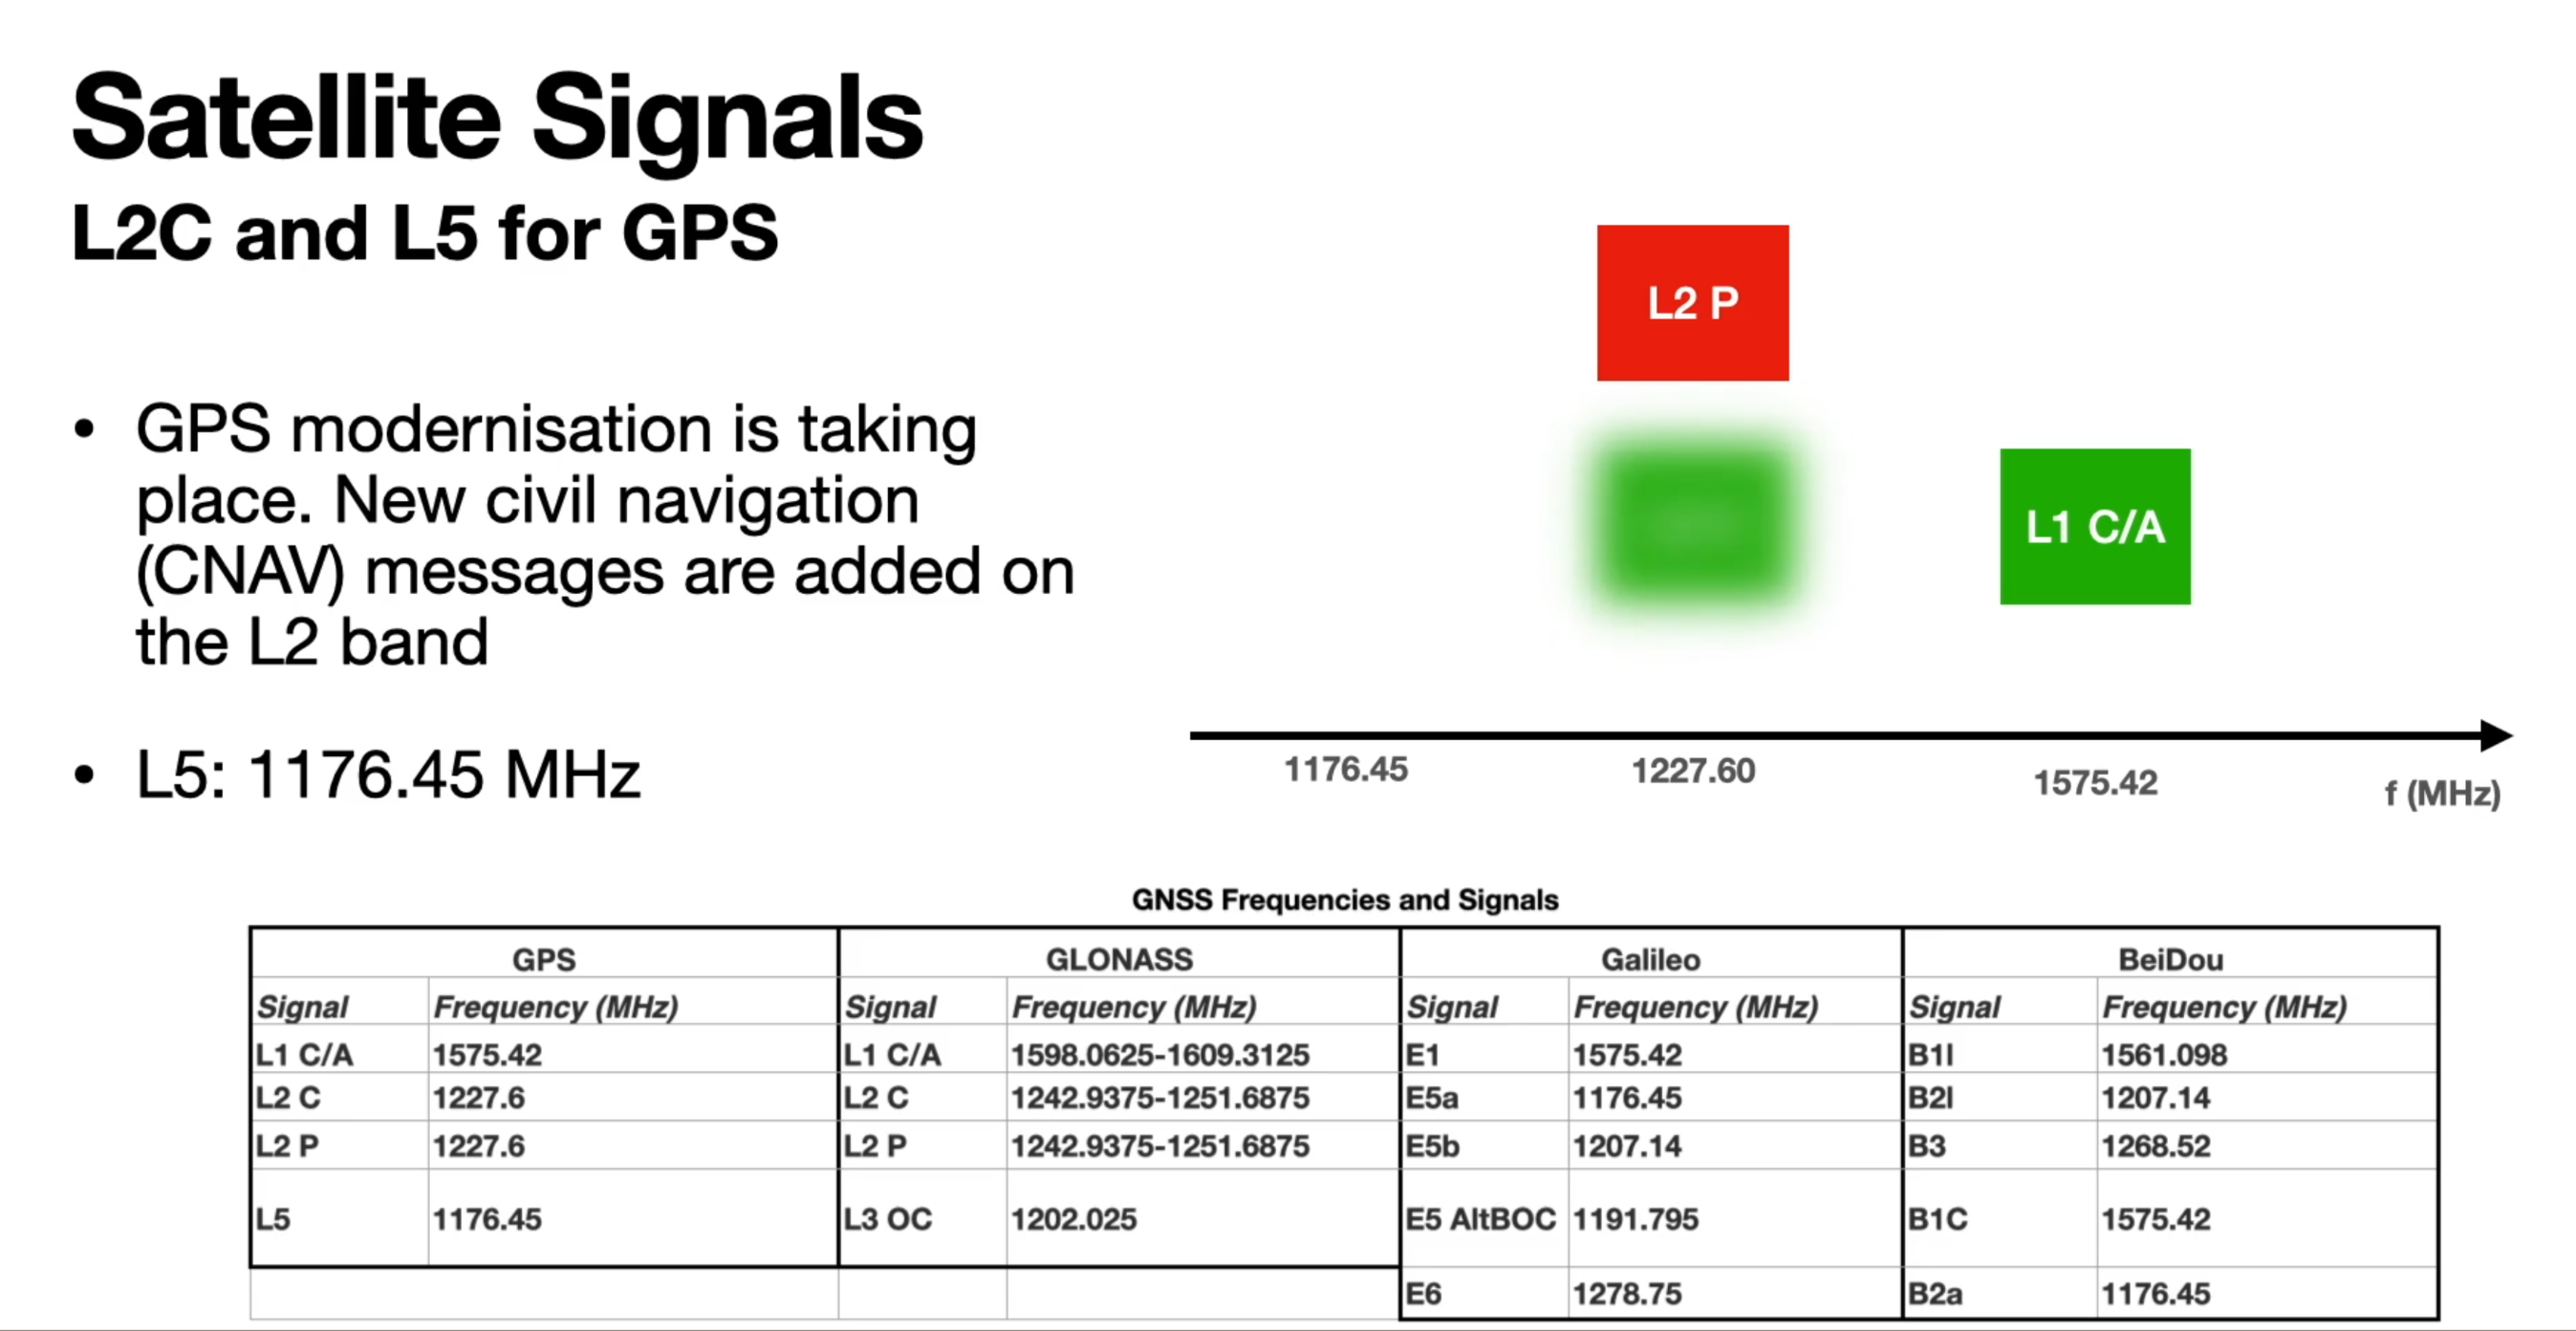 Satellite Signals
L2C and L5 for GPS
• GPS modernisation is taking
place. New civil navigation
(CNAV) messages are added on
the L2 band
• L5: 1176.45 MHz
L2 P
L1 C/A
1176.45 1227.60 1575.42 f (MHz)
GNSS Frequencies and Signals
GPS GLONASS Galileo BeiDou
Signal Frequency (MHz) Signal Frequency (MHz) Signal Frequency (MHz) Signal Frequency (MHz)
L1 C/A 1575.42 L1 C/A 1598.0625-1609.3125 E1 1575.42 B1I 1561.098
L2 C 1227.6 L2 C 1242.9375-1251.6875 E5a 1176.45 B2I 1207.14
L2 P 1227.6 L2 P 1242.9375-1251.6875 E5b 1207.14 B3 1268.52
L5 1176.45 L3 OC 1202.025 E5 AltBOC 1191.795 B1C 1575.42
E6 1278.75 B2a 1176.45